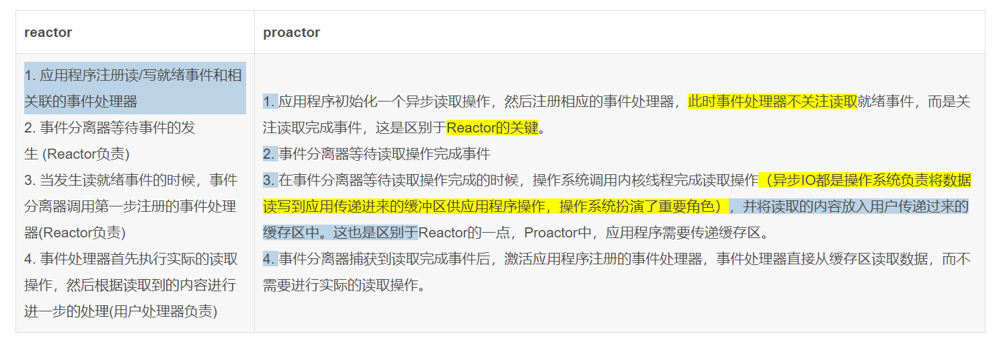 reactor
proactor
1. 应用程序注册读/写就绪事件和相
关联的事件处理器
2. 事件分离器等待事件的发
生 (Reactor负责)
3. 当发生读就绪事件的时候，事件
分离器调用第一步注册的事件处理
器(Reactor负责)
4. 事件处理器首先执行实际的读取
操作，然后根据读取到的内容进行
进一步的处理(用户处理器负责)
1. 应用程序初始化一个异步读取操作，然后注册相应的事件处理器，此时事件处理器不关注读取就绪事件，而是关
注读取完成事件，这是区别于Reactor的关键。
2. 事件分离器等待读取操作完成事件
3. 在事件分离器等待读取操作完成的时候，操作系统调用内核线程完成读取操作（异步IO都是操作系统负责将数据
读写到应用传递进来的缓冲区供应用程序操作，操作系统扮演了重要角色），并将读取的内容放入用户传递过来的
缓存区中。这也是区别于Reactor的一点，Proactor中，应用程序需要传递缓存区。
4. 事件分离器捕获到读取完成事件后，激活应用程序注册的事件处理器，事件处理器直接从缓存区读取数据，而不
需要进行实际的读取操作。